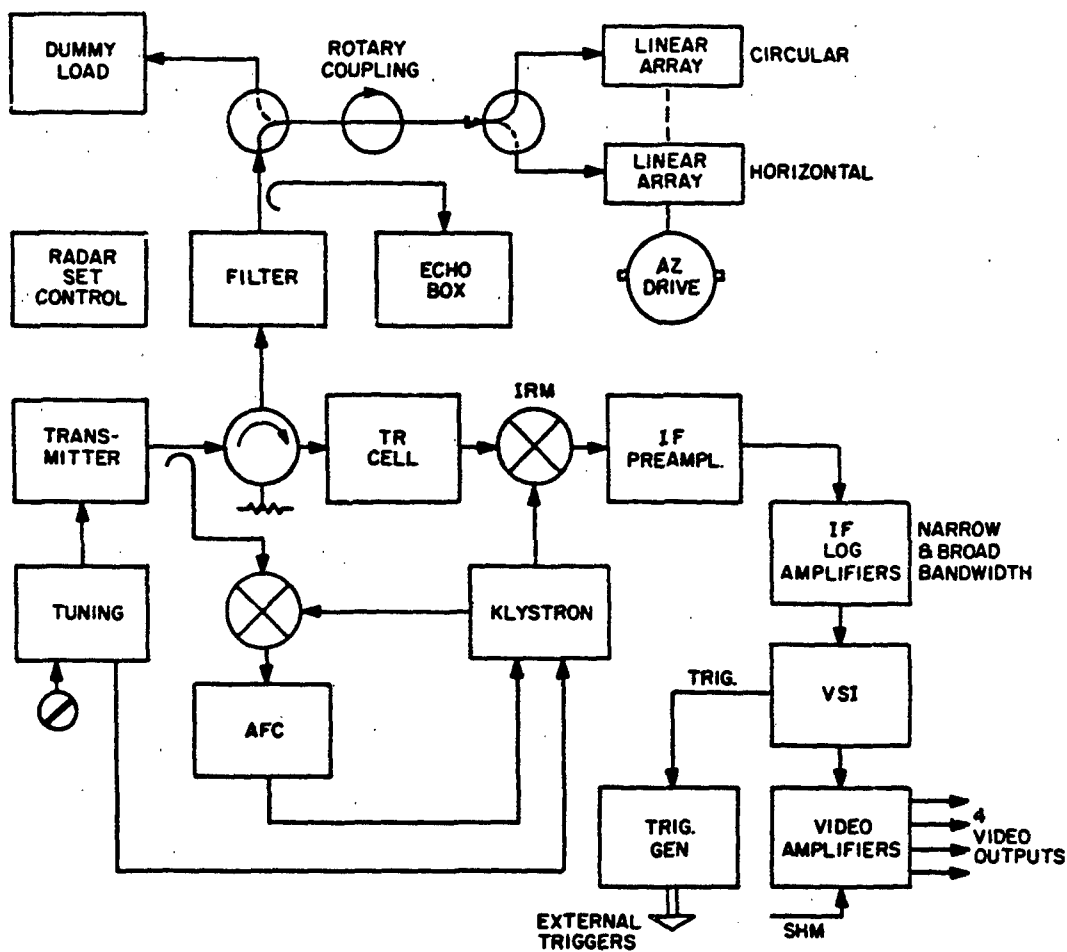 DUMMY
LOAD
ROTARY
COUPLING
LINEAR
ARRAY
CIRCULAR
LINEAR
ARRAY
HORIZONTAL
RADAR
SET
CONTROL
FILTER
ECHO
BOX
AZ
DRIVE
TRANS-
MITTER
TR
CELL
IRM
IF
PREAMPL.
IF
LOG
AMPLIFIERS
NARROW
& BROAD
BANDWIDTH
TUNING
KLYSTRON
AFC
TRIG.
VSI
TRIG.
GEN
VIDEO
AMPLIFIERS
4
VIDEO
OUTPUTS
EXTERNAL
TRIGGERS
SHM